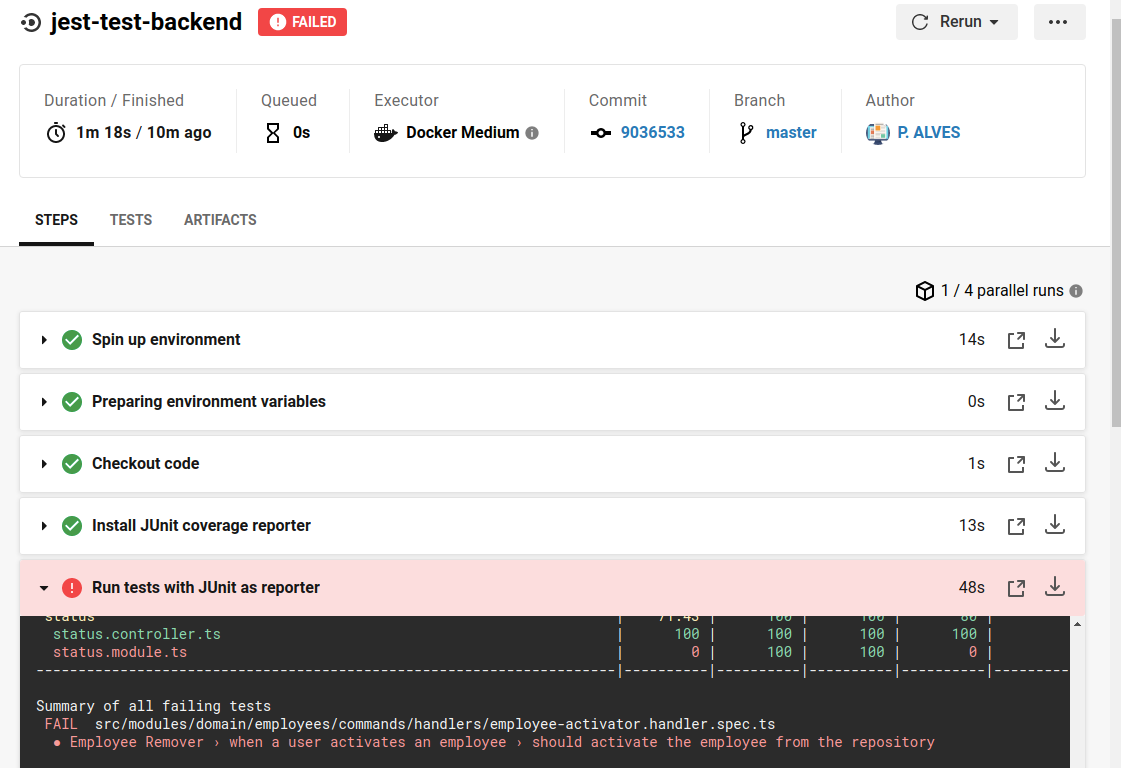 jest-test-backend
FAILED
Rerun
Duration / Finished
Queued
Executor
Commit
Branch
Author
1m 18s / 10m ago
0s
Docker Medium
9036533
master
P. ALVES
STEPS
TESTS
ARTIFACTS
1 / 4 parallel runs
Spin up environment
14s
Preparing environment variables
0s
Checkout code
1s
Install JUnit coverage reporter
13s
Run tests with JUnit as reporter
48s
status | 71.43 | 100 | 100 | 80 |
status.controller.ts | 100 | 100 | 100 | 100 |
status.module.ts | 0 | 100 | 100 | 0 |
Summary of all failing tests
FAIL src/modules/domain/employees/commands/handlers/employee-activator.handler.spec.ts
● Employee Remover › when a user activates an employee › should activate the employee from the repository